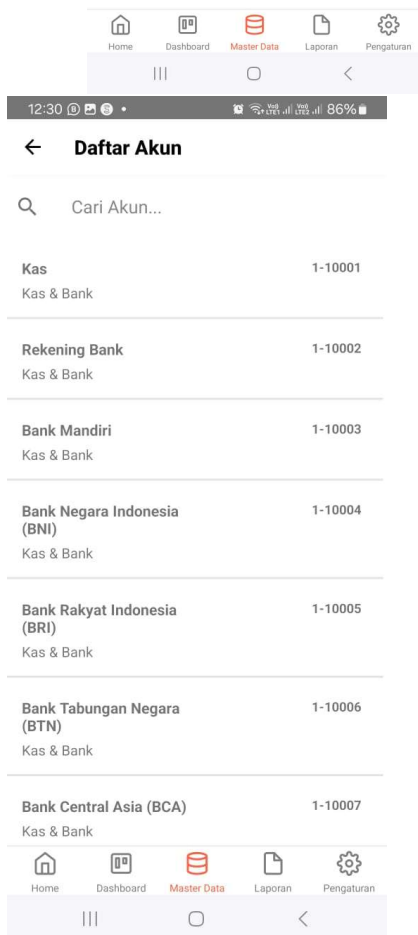 Home Dashboard Master Data Laporan Pengaturan
12:30 86%
Daftar Akun
Cari Akun...
Kas 1-10001
Kas & Bank
Rekening Bank 1-10002
Kas & Bank
Bank Mandiri 1-10003
Kas & Bank
Bank Negara Indonesia 1-10004
(BNI)
Kas & Bank
Bank Rakyat Indonesia 1-10005
(BRI)
Kas & Bank
Bank Tabungan Negara 1-10006
(BTN)
Kas & Bank
Bank Central Asia (BCA) 1-10007
Kas & Bank
Home Dashboard Master Data Laporan Pengaturan